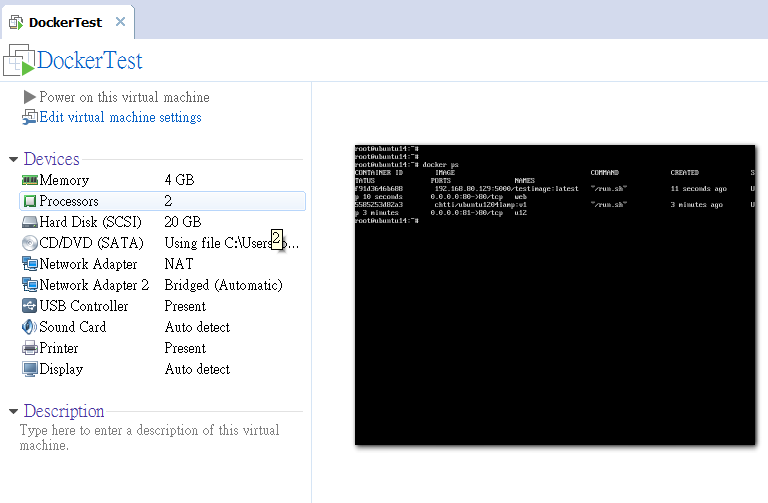 DockerTest
DockerTest
Power on this virtual machine
Edit virtual machine settings
Devices
Memory 4 GB
Processors 2
Hard Disk (SCSI) 20 GB
CD/DVD (SATA) Using file C:\Users\p...
2
Network Adapter NAT
Network Adapter 2 Bridged (Automatic)
USB Controller Present
Sound Card Auto detect
Printer Present
Display Auto detect
Description
Type here to enter a description of this virtual
machine.
root@ubuntu14:~#
root@ubuntu14:~#
root@ubuntu14:~# docker ps
CONTAINER ID IMAGE COMMAND CREATED S
TATUS PORTS NAMES
f91d3646b688 192.168.80.129:5000/testimage:latest "/run.sh" 11 seconds ago U
p 10 seconds 0.0.0.0:80->80/tcp web
5585253d82a3 chtti/ubuntu1204lamp:v1 "/run.sh" 3 minutes ago U
p 3 minutes 0.0.0.0:81->80/tcp u12
root@ubuntu14:~#